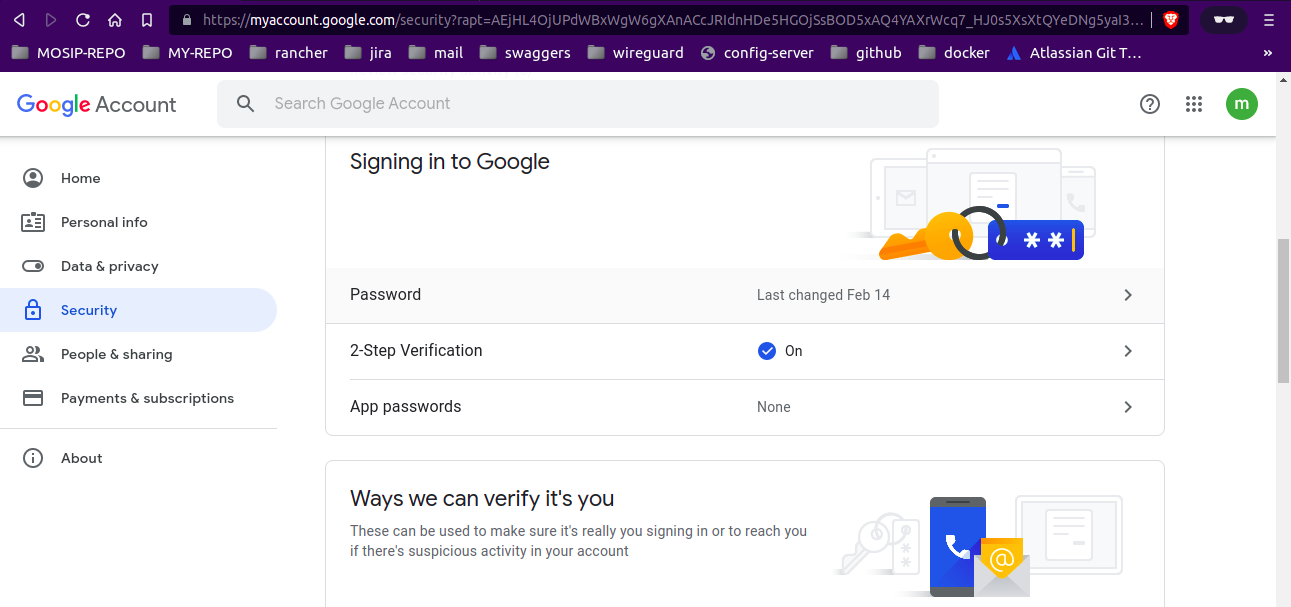 https://myaccount.google.com/security?rapt=AEjHL4OjUPdWBxWgW6gXAnACcJRIdnHDe5HGOjSsBOD5xAQ4YAXrWcq7_HJ0s5XsXtQYeDNg5yaI3...
MOSIP-REPO MY-REPO rancher jira mail swaggers wireguard config-server github docker Atlassian Git T... »
Google Account Search Google Account m
Signing in to Google
Home
Personal info
Data & privacy
Security
People & sharing
Payments & subscriptions
About
Password Last changed Feb 14
2-Step Verification On
App passwords None
Ways we can verify it's you
These can be used to make sure it's really you signing in or to reach you
if there's suspicious activity in your account